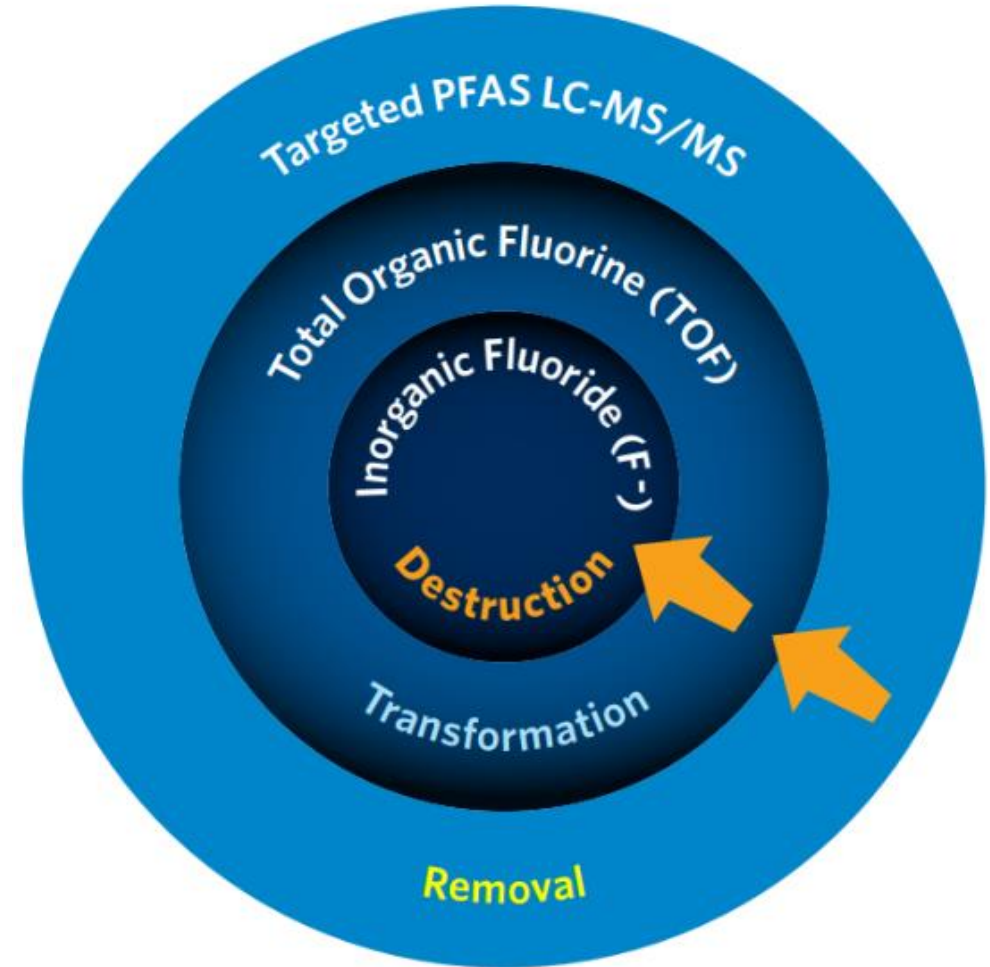 Targeted PFAS LC-MS/MS
Total Organic Fluorine (TOF)
Inorganic Fluoride (F -)
Destruction
Transformation
Removal